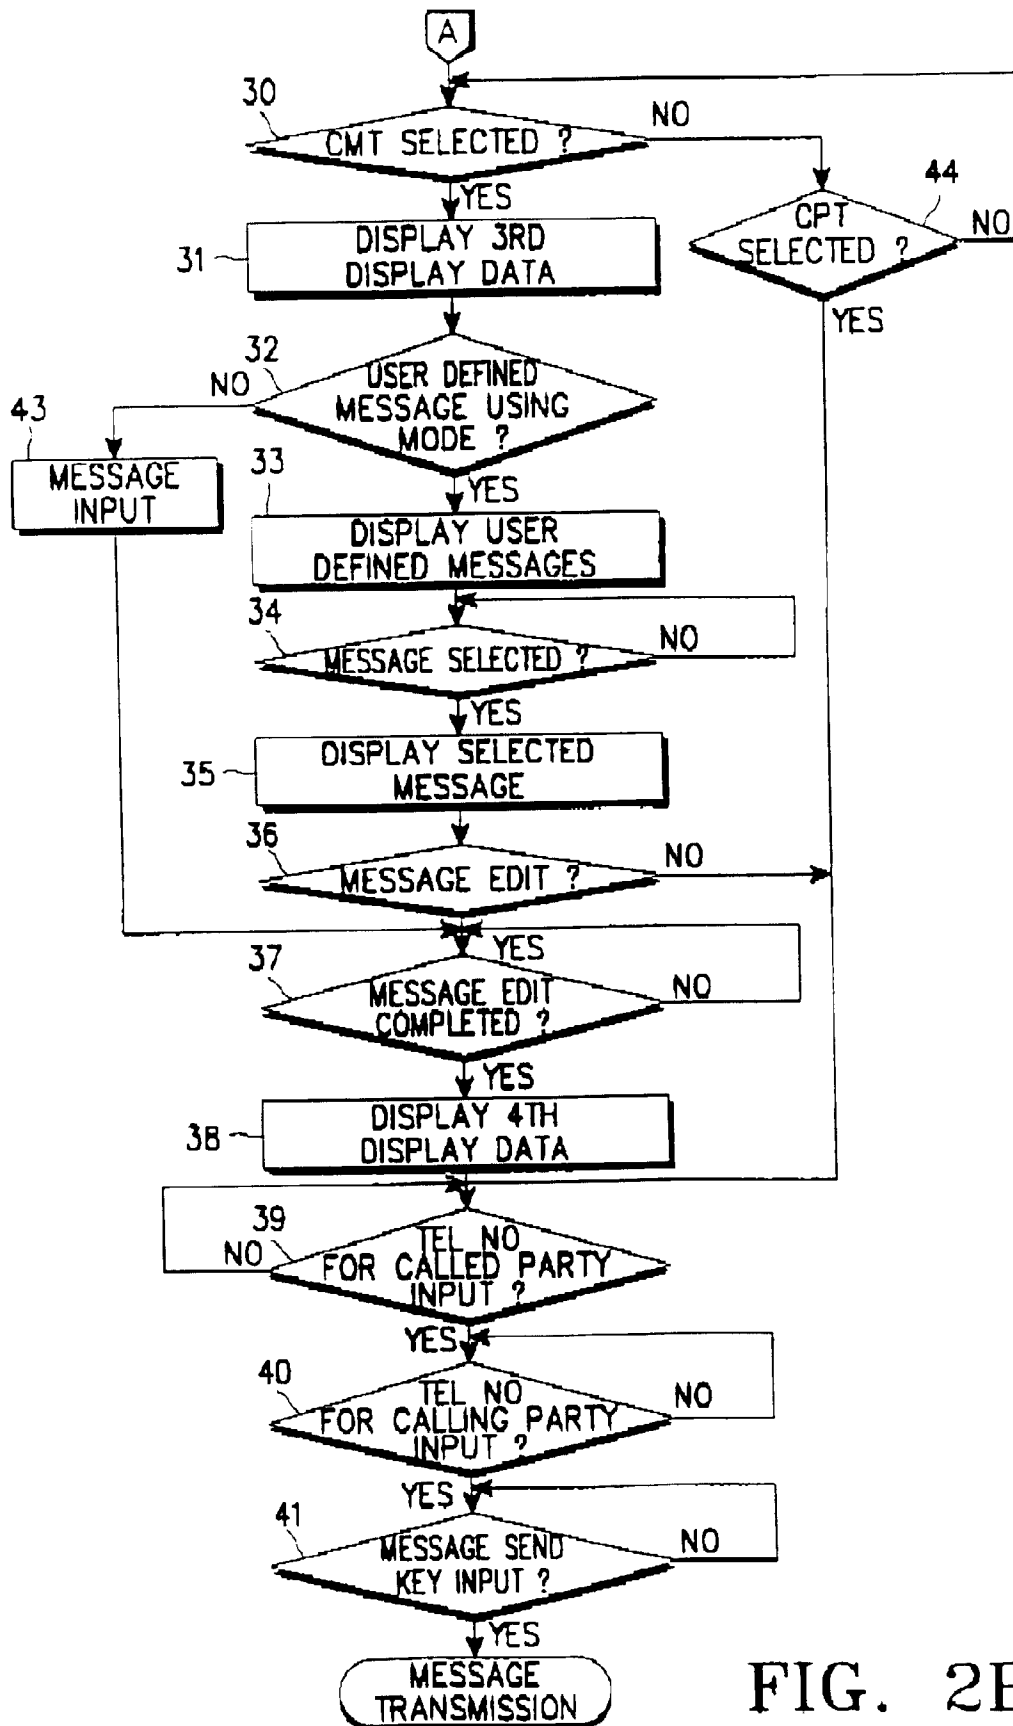 A
30
CMT SELECTED ?
NO
YES
44
CPT
SELECTED ?
NO
YES
31
DISPLAY 3RD
DISPLAY DATA
32
NO
USER DEFINED
MESSAGE USING
MODE ?
YES
43
MESSAGE
INPUT
33
DISPLAY USER
DEFINED MESSAGES
34
MESSAGE SELECTED ?
NO
YES
35
DISPLAY SELECTED
MESSAGE
36
MESSAGE EDIT ?
NO
YES
37
MESSAGE EDIT
COMPLETED ?
NO
YES
38
DISPLAY 4TH
DISPLAY DATA
39
NO
TEL NO
FOR CALLED PARTY
INPUT ?
YES
40
TEL NO
FOR CALLING PARTY
INPUT ?
NO
YES
41
MESSAGE SEND
KEY INPUT ?
NO
YES
MESSAGE
TRANSMISSION
FIG.